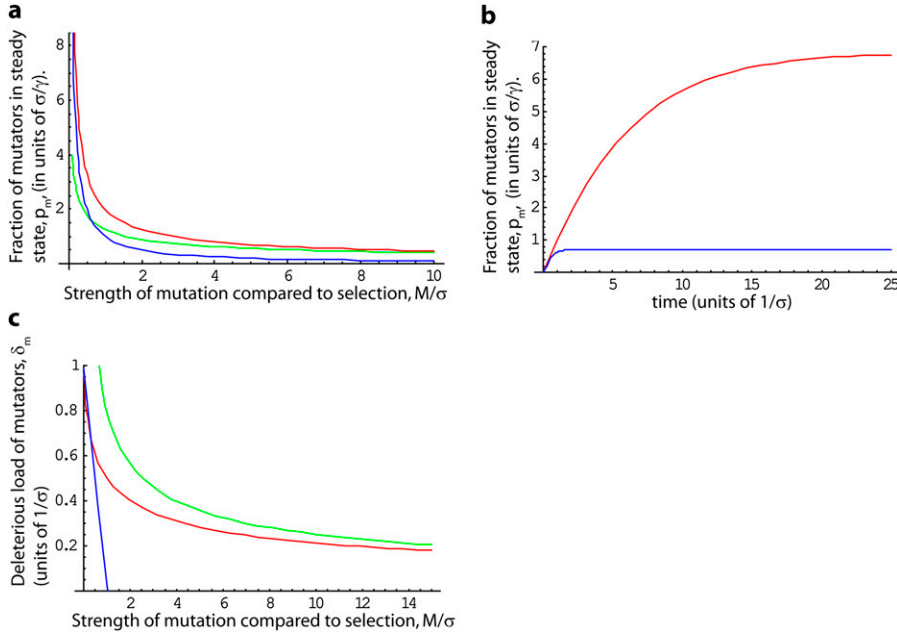 a
8
6
4
2
2
4
6
8
10
Fraction of mutators in steady
state, pm, (in units of σ/γ).
Strength of mutation compared to selection, M/σ
b
7
6
5
4
3
2
1
5
10
15
20
25
Fraction of mutators in steady
state, pm, (in units of σ/γ).
time (units of 1/σ)
c
1
0.8
0.6
0.4
0.2
2
4
6
8
10
12
14
Deleterious load of mutators, δm
(units of 1/σ)
Strength of mutation compared to selection, M/σ